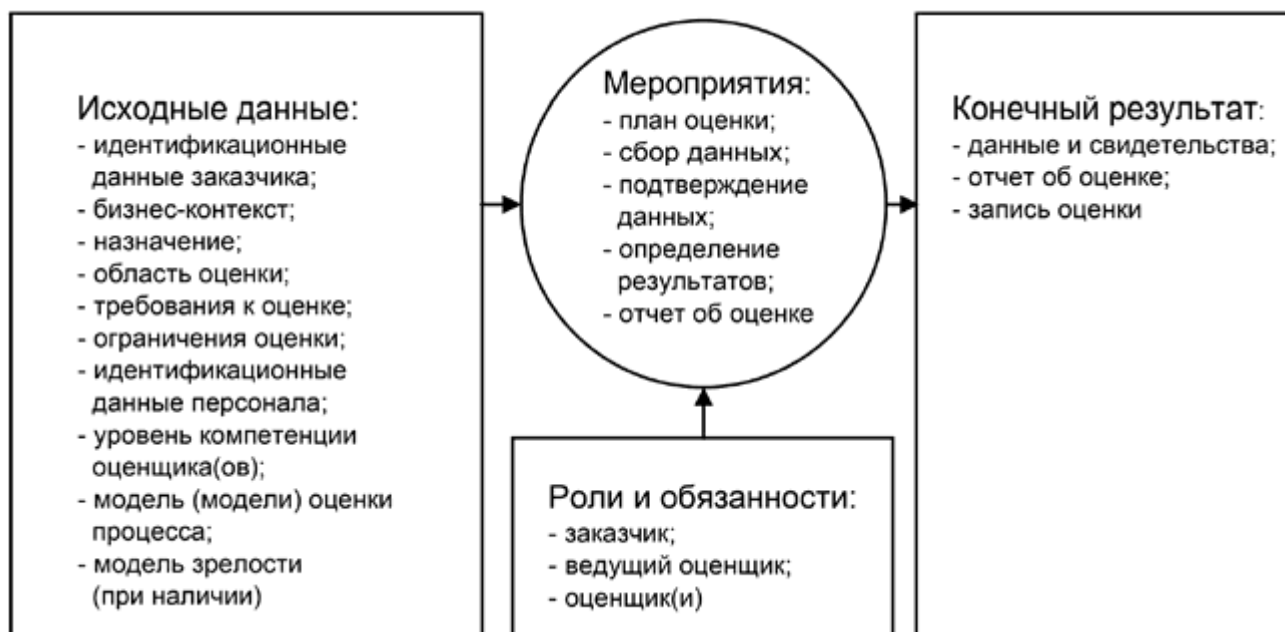 Исходные данные:
- идентификационные
данные заказчика;
- бизнес-контекст;
- назначение;
- область оценки;
- требования к оценке;
- ограничения оценки;
- идентификационные
данные персонала;
- уровень компетенции
оценщика(ов);
- модель (модели) оценки
процесса;
- модель зрелости
(при наличии)
Мероприятия:
- план оценки;
- сбор данных;
- подтверждение
данных;
- определение
результатов;
- отчет об оценке
Роли и обязанности:
- заказчик;
- ведущий оценщик;
- оценщик(и)
Конечный результат:
- данные и свидетельства;
- отчет об оценке;
- запись оценки